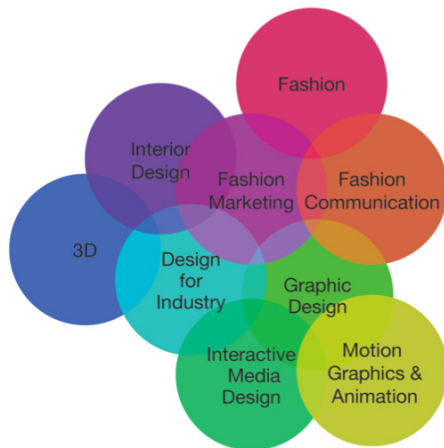 Fashion
Interior
Design
Fashion
Marketing
Fashion
Communication
3D
Design
for
Industry
Graphic
Design
Interactive
Media
Design
Motion
Graphics &
Animation